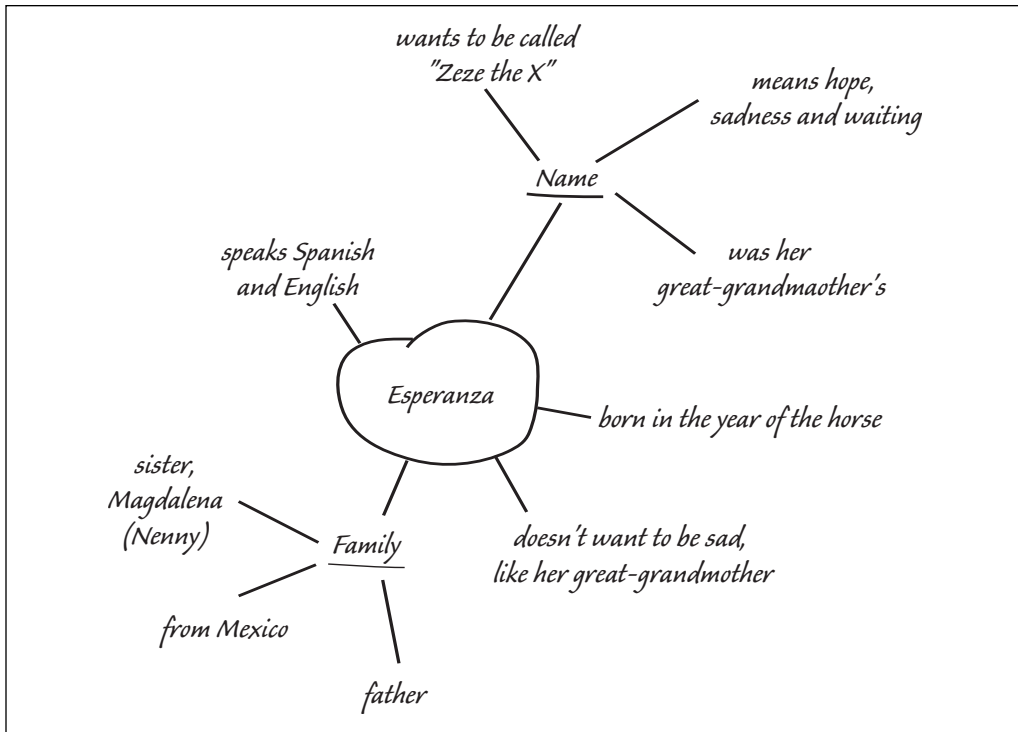 wants to be called
"Zeze the X"
means hope,
sadness and waiting
Name
was her
great-grandmaother's
speaks Spanish
and English
Esperanza
born in the year of the horse
sister,
Magdalena
(Nenny)
Family
doesn't want to be sad,
like her great-grandmother
from Mexico
father